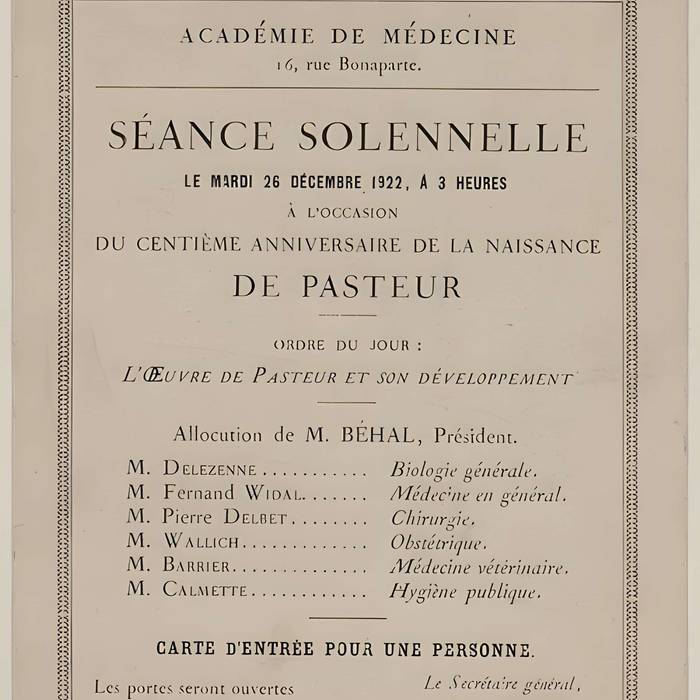 ACADÉMIE DE MÉDECINE
16, rue Bonaparte.
SÉANCE SOLENNELLE
LE MARDI 26 DÉCEMBRE 1922, A 3 HEURES
À L'OCCASION
DU CENTIÈME ANNIVERSAIRE DE LA NAISSANCE
DE PASTEUR
ORDRE DU JOUR :
L'ŒUVRE DE PASTEUR ET SON DÉVELOPPEMENT
Allocution de M. BÉHAL, Président.
M. DELEZENNE........... Biologie générale.
M. Fernand WIDAL....... Médecine en général.
M. Pierre DELBET........ Chirurgie.
M. WALLICH............. Obstétrique.
M. BARRIER............. Médecine vétérinaire.
M. CALMETTE............ Hygiène publique.
CARTE D'ENTRÉE POUR UNE PERSONNE.
Les portes seront ouvertes
Le Secrétaire général,